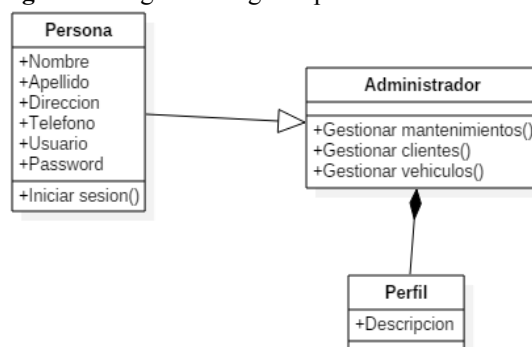 Persona
+Nombre
+Apellido
+Direccion
+Telefono
+Usuario
+Password
+Iniciar sesion()
Administrador
+Gestionar mantenimientos()
+Gestionar clientes()
+Gestionar vehiculos()
Perfil
+Descripcion